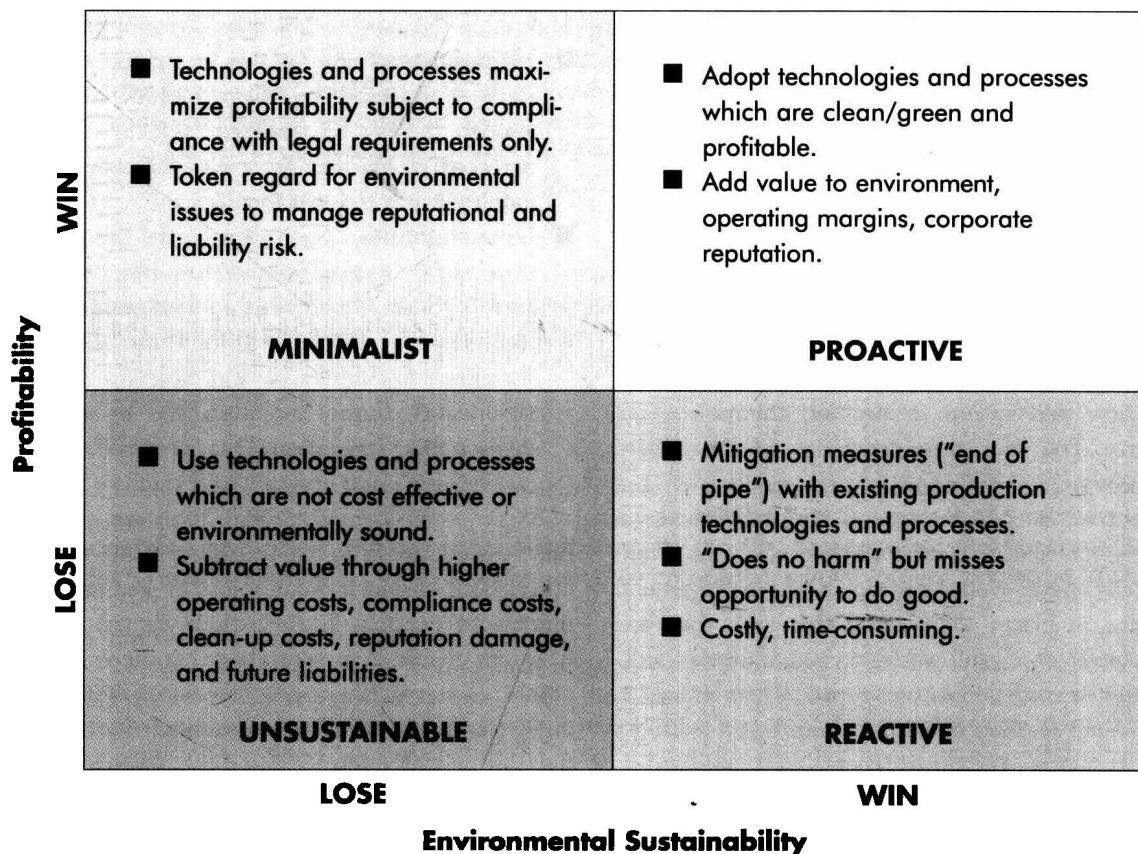 ■ Technologies and processes maxi-
mize profitability subject to compli-
ance with legal requirements only.
■ Token regard for environmental
issues to manage reputational and
liability risk.
MINIMALIST
■ Adopt technologies and processes
which are clean/green and
profitable.
■ Add value to environment,
operating margins, corporate
reputation.
PROACTIVE
WIN
Profitability
LOSE
■ Use technologies and processes
which are not cost effective or
environmentally sound.
■ Subtract value through higher
operating costs, compliance costs,
clean-up costs, reputation damage,
and future liabilities.
UNSUSTAINABLE
■ Mitigation measures ("end of
pipe") with existing production
technologies and processes.
■ "Does no harm" but misses
opportunity to do good.
■ Costly, time-consuming.
REACTIVE
LOSE
WIN
Environmental Sustainability